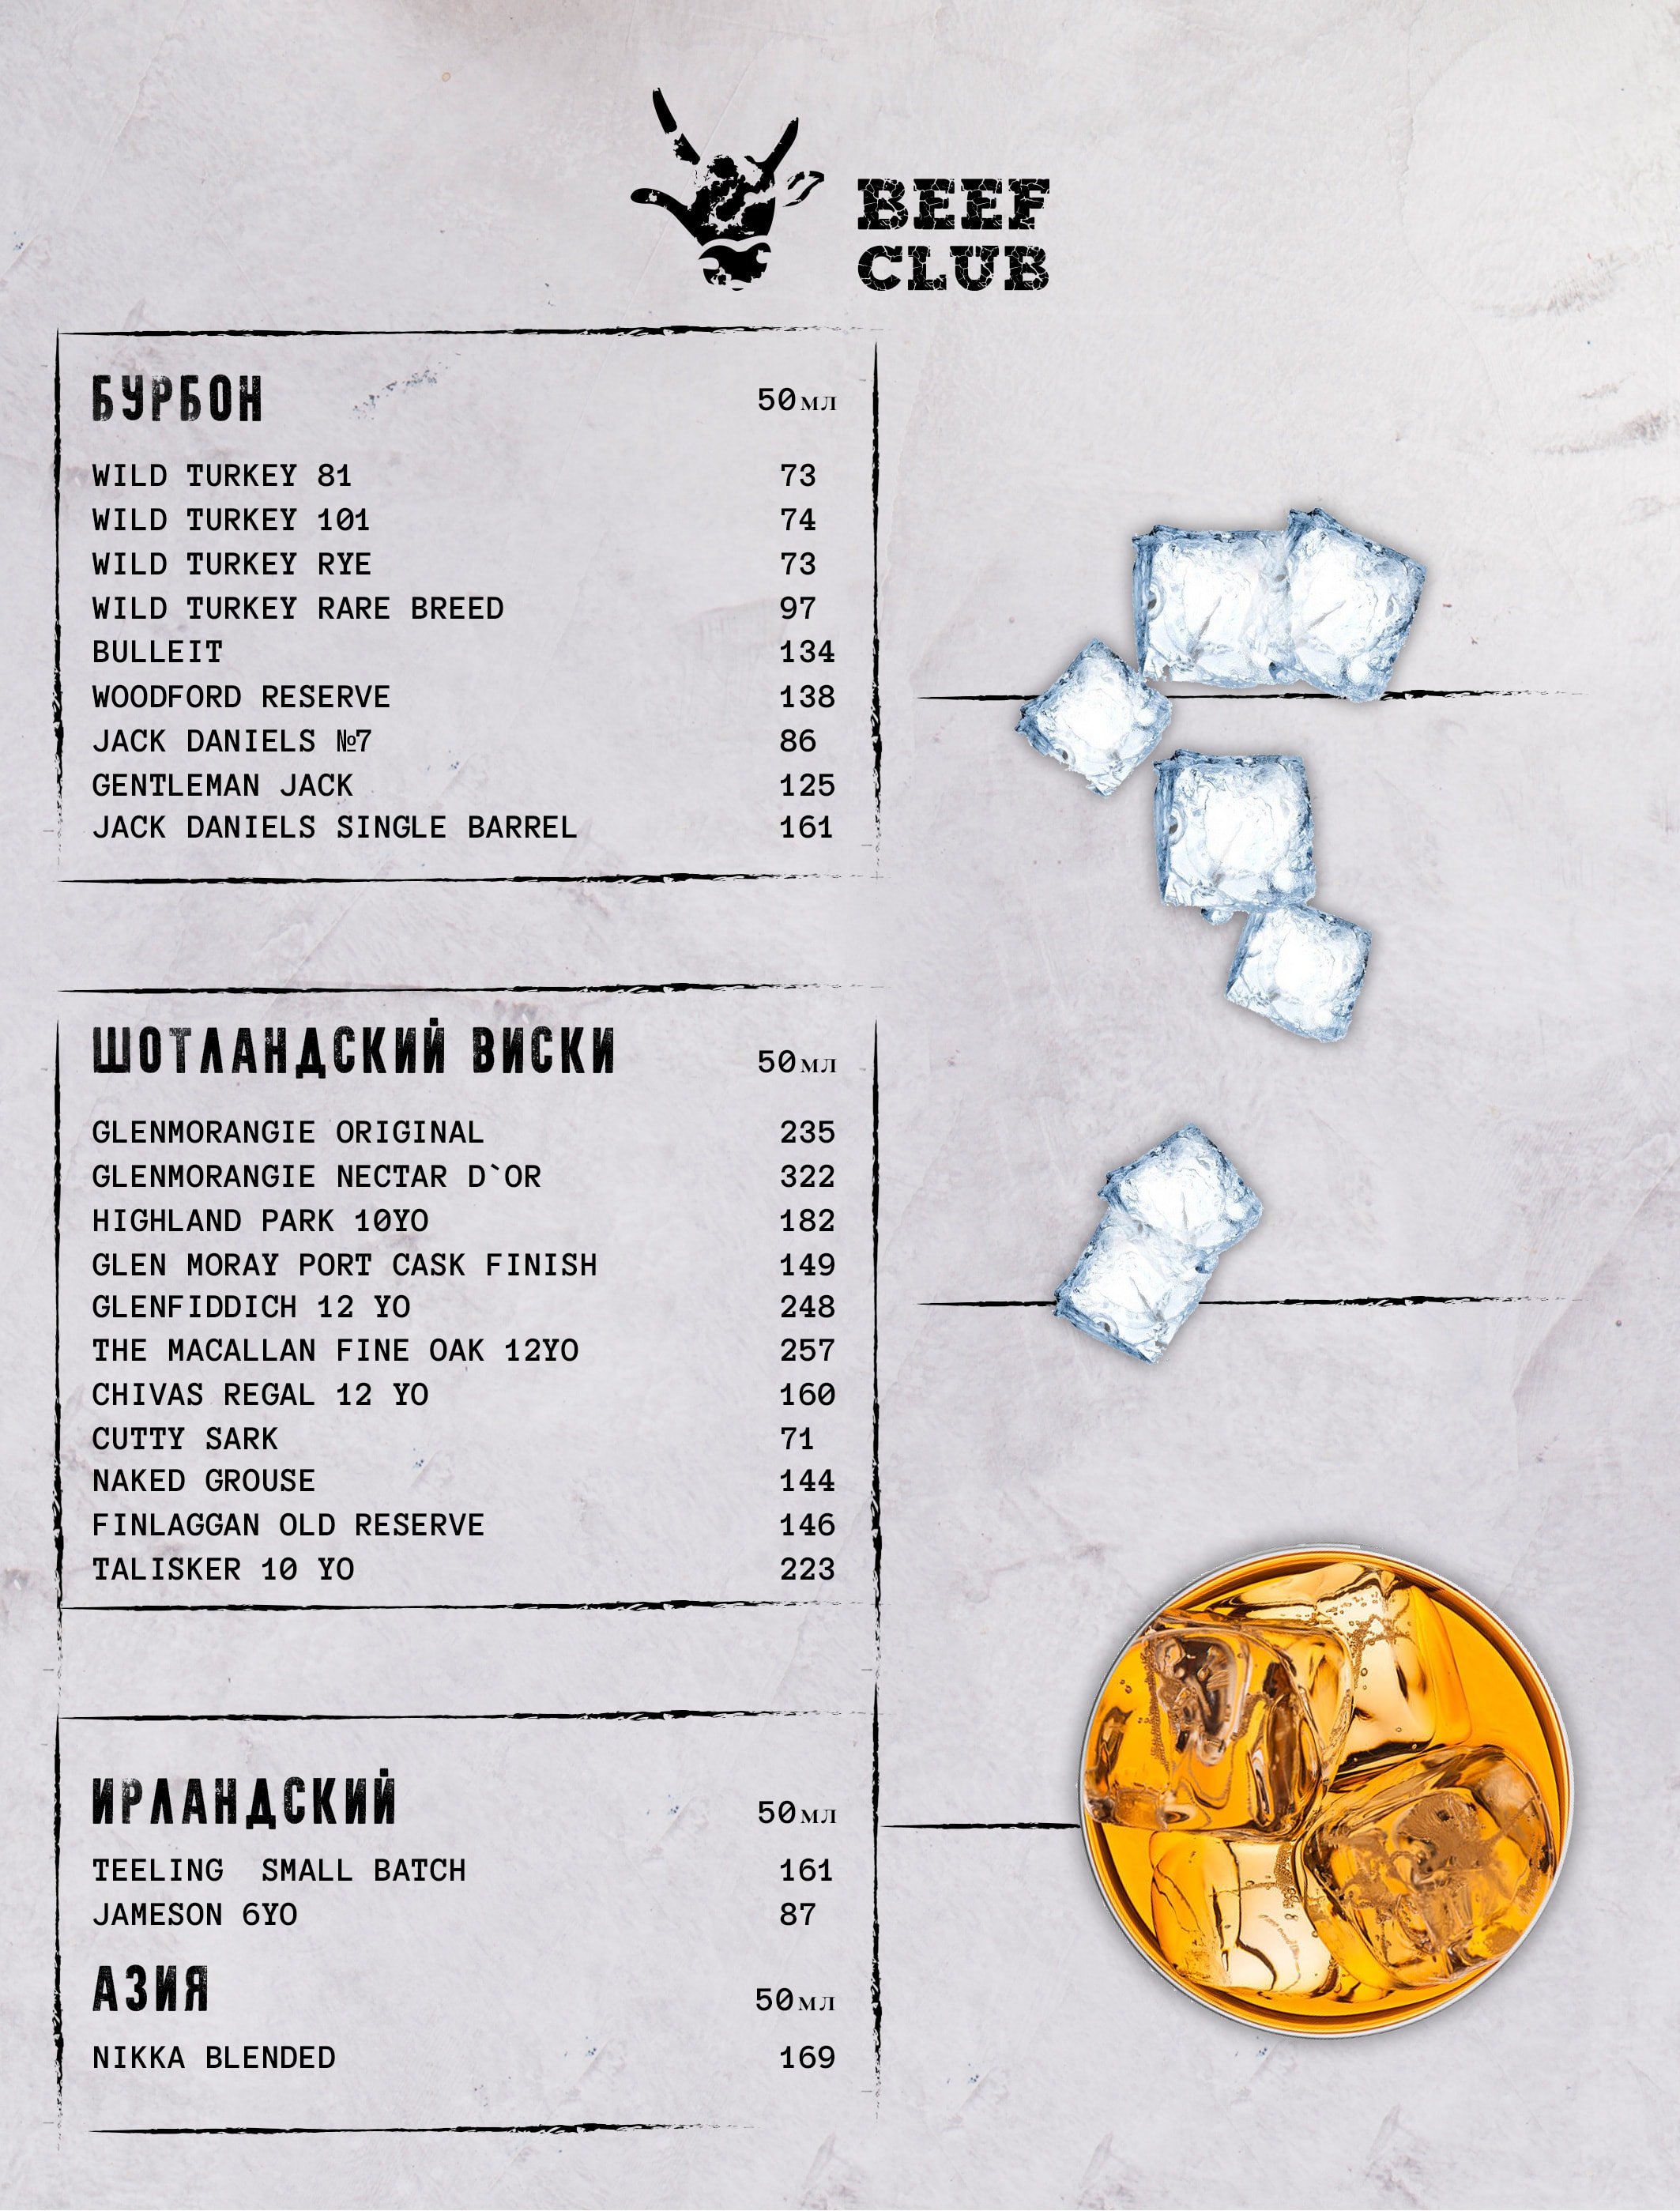 BEEF
CLUB
БУРБОН 50мл
WILD TURKEY 81 73
WILD TURKEY 101 74
WILD TURKEY RYE 73
WILD TURKEY RARE BREED 97
BULLEIT 134
WOODFORD RESERVE 138
JACK DANIELS №7 86
GENTLEMAN JACK 125
JACK DANIELS SINGLE BARREL 161
ШОТЛАНДСКИЙ ВИСКИ 50мл
GLENMORANGIE ORIGINAL 235
GLENMORANGIE NECTAR D`OR 322
HIGHLAND PARK 10YO 182
GLEN MORAY PORT CASK FINISH 149
GLENFIDDICH 12 YO 248
THE MACALLAN FINE OAK 12YO 257
CHIVAS REGAL 12 YO 160
CUTTY SARK 71
NAKED GROUSE 144
FINLAGGAN OLD RESERVE 146
TALISKER 10 YO 223
ИРЛАНДСКИЙ 50мл
TEELING  SMALL BATCH 161
JAMESON 6YO 87
АЗИЯ 50мл
NIKKA BLENDED 169